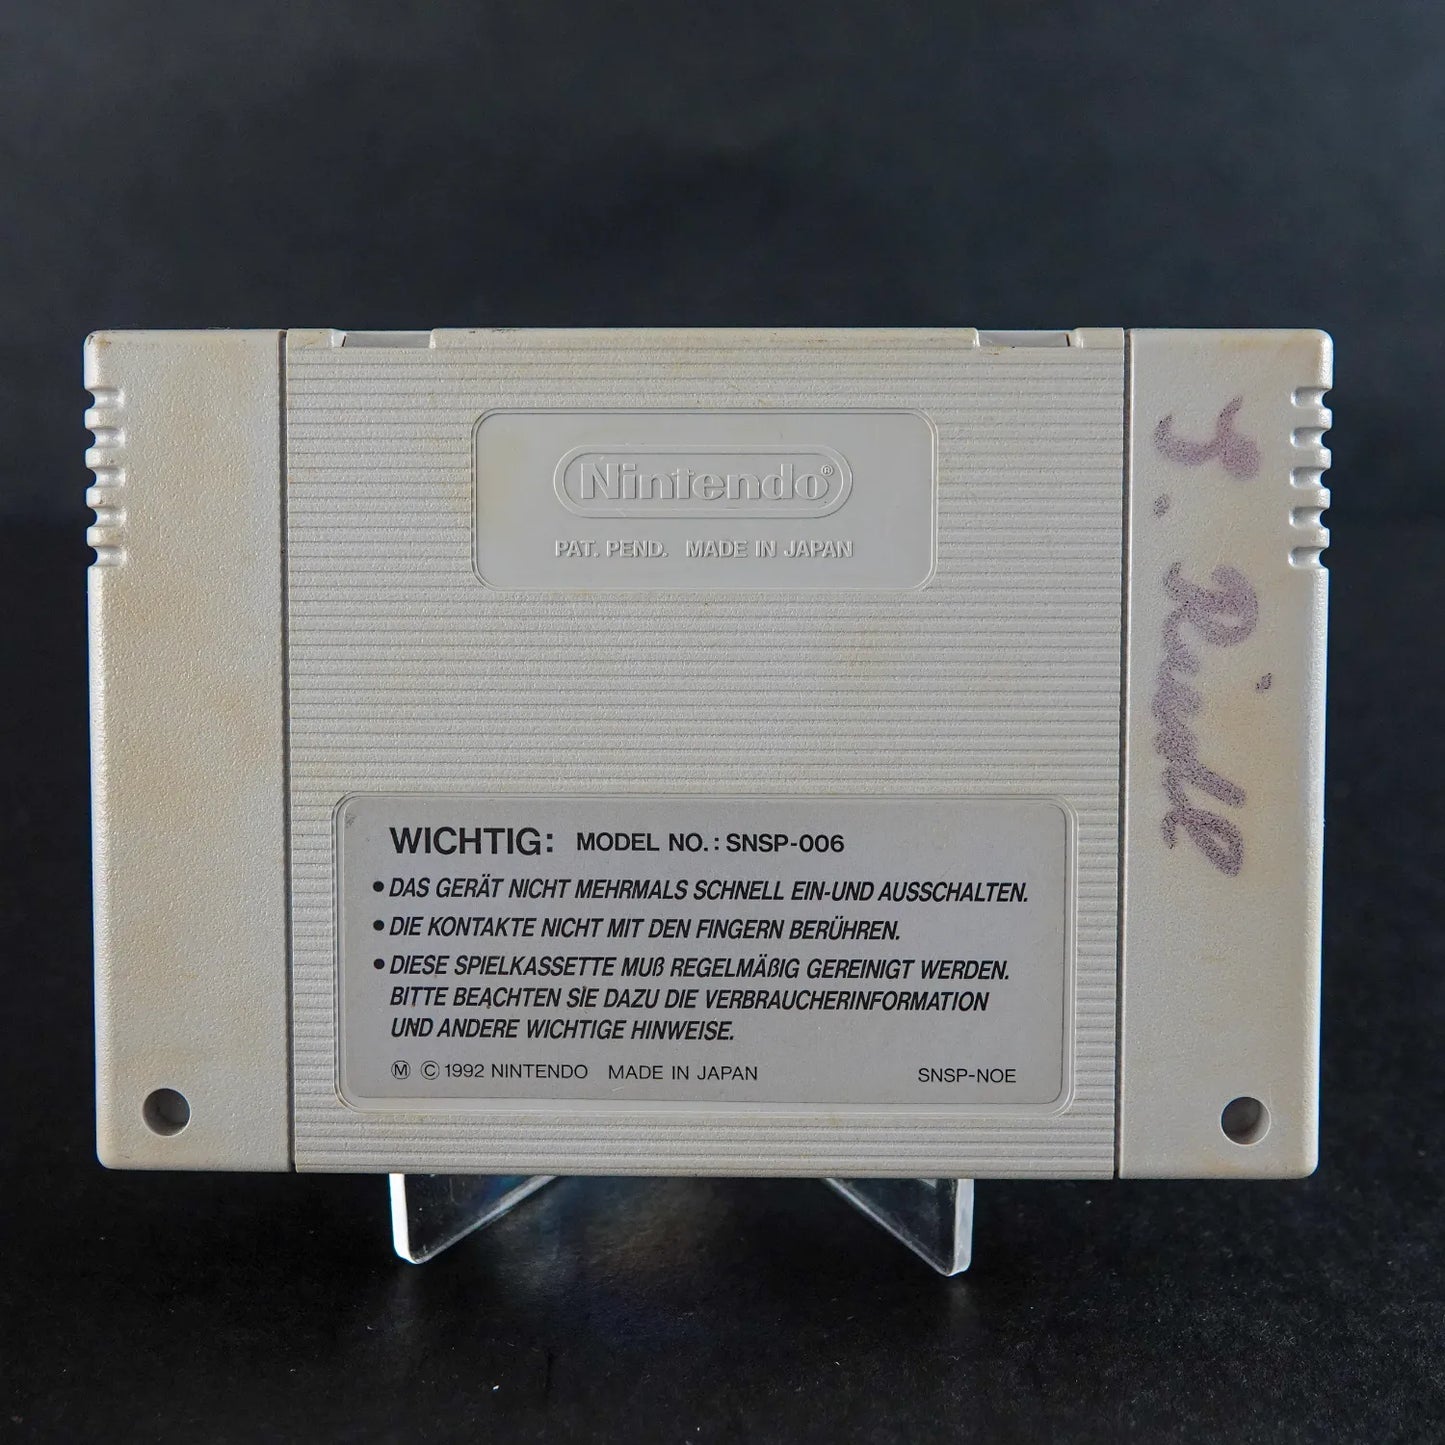 Nintendo®
PAT. PEND. MADE IN JAPAN
WICHTIG: MODEL NO.: SNSP-006
• DAS GERÄT NICHT MEHRMALS SCHNELL EIN-UND AUSSCHALTEN.
• DIE KONTAKTE NICHT MIT DEN FINGERN BERÜHREN.
• DIESE SPIELKASSETTE MUß REGELMÄßIG GEREINIGT WERDEN.
BITTE BEACHTEN SIE DAZU DIE VERBRAUCHERINFORMATION
UND ANDERE WICHTIGE HINWEISE.
Ⓜ © 1992 NINTENDO MADE IN JAPAN SNSP-NOE